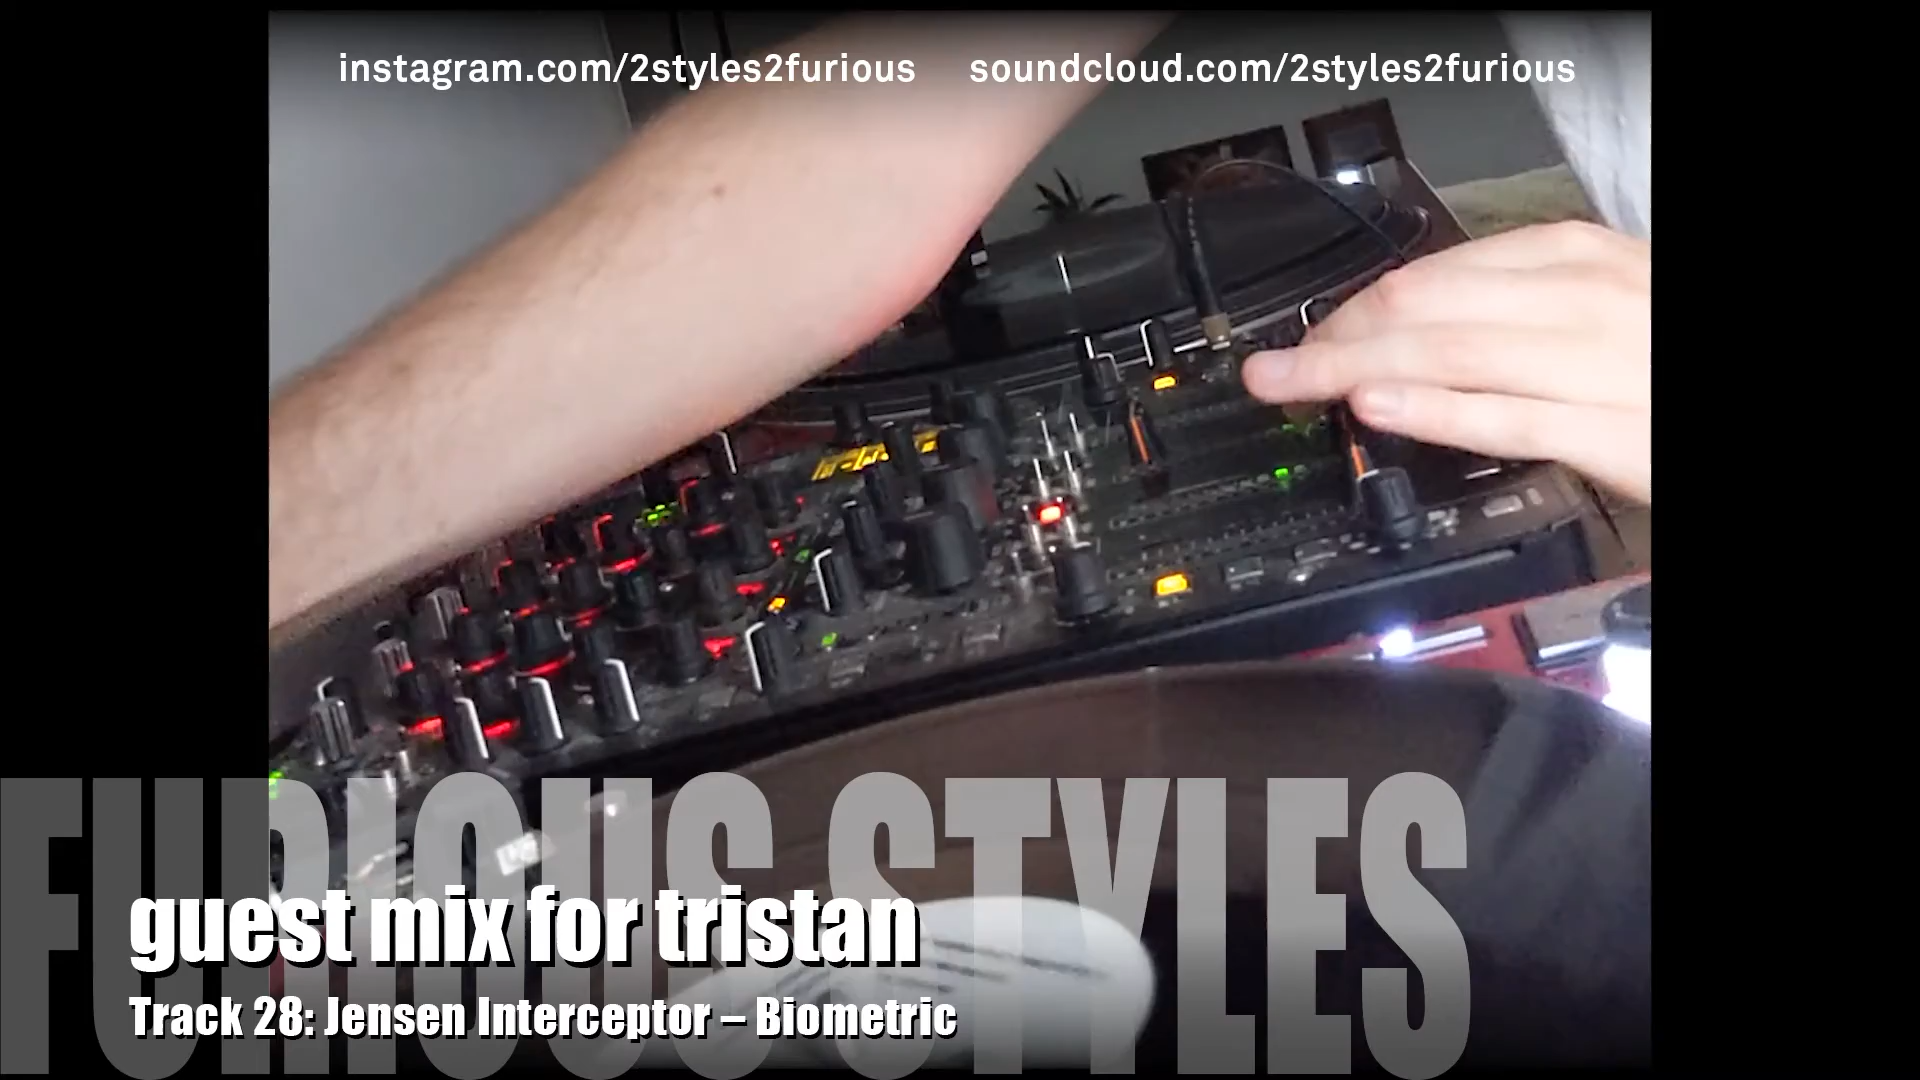 instagram.com/2styles2furious soundcloud.com/2styles2furious
FURIOUS STYLES
guest mix for tristan
Track 28: Jensen Interceptor – Biometric